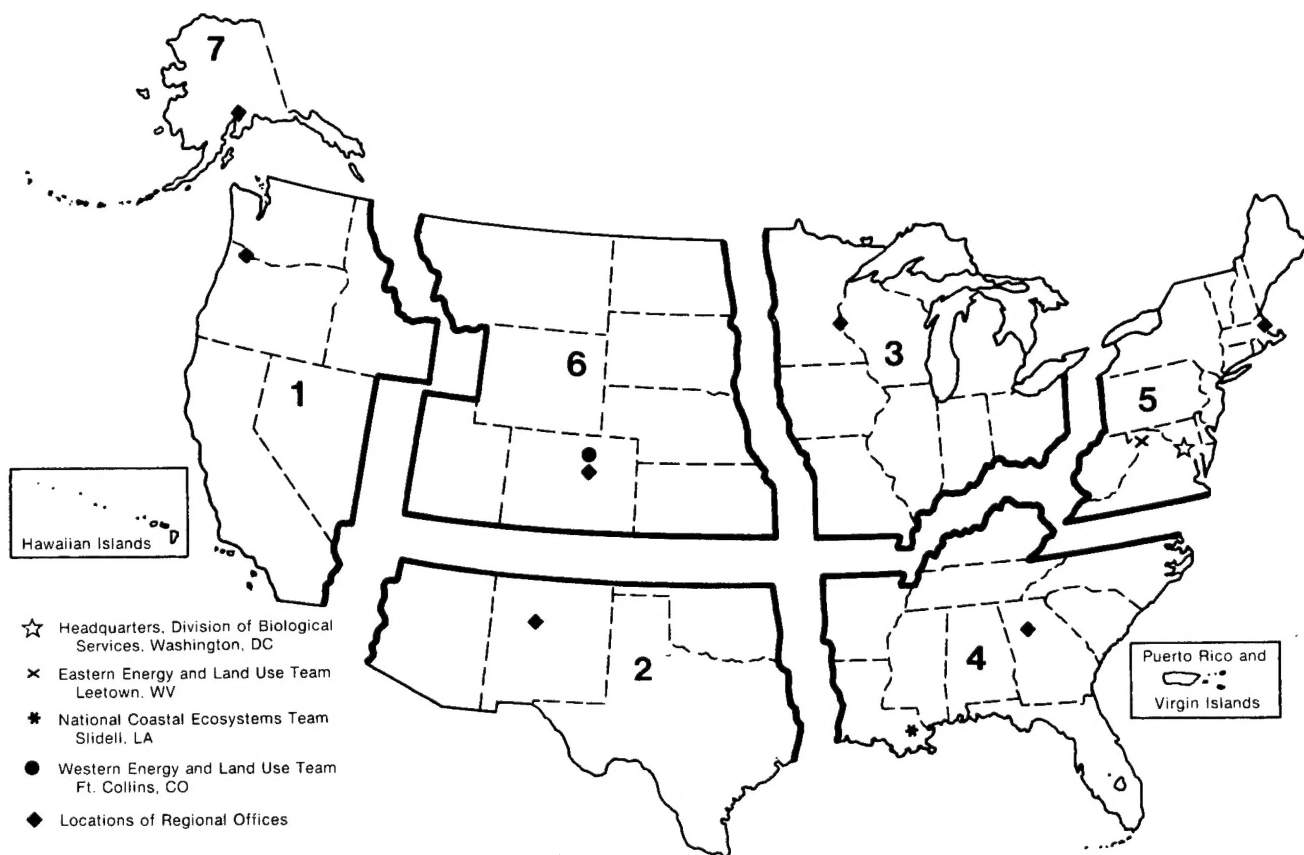 7
6
3
1
5
Hawaiian Islands
☆ Headquarters, Division of Biological
Services, Washington, DC
× Eastern Energy and Land Use Team
Leetown, WV
* National Coastal Ecosystems Team
Slidell, LA
● Western Energy and Land Use Team
Ft. Collins, CO
◆ Locations of Regional Offices
2
4
Puerto Rico and
Virgin Islands